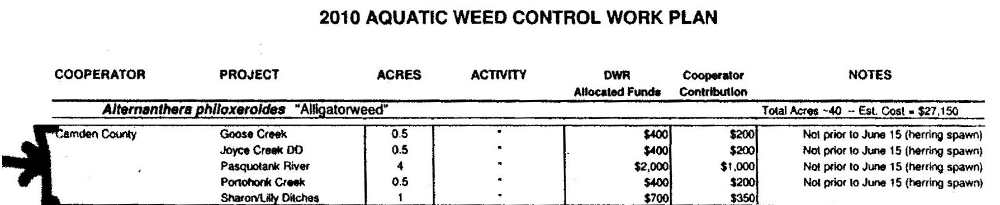 2010 AQUATIC WEED CONTROL WORK PLAN
COOPERATOR PROJECT ACRES ACTIVITY DWR Cooperator NOTES
Allocated Funds Contribution
Alternanthera philoxeroides "Alligatorweed" Total Acres ~40 -- Est. Cost = $27,150
Camden County Goose Creek 0.5 " $400 $200 Not prior to June 15 (herring spawn)
Joyce Creek DD 0.5 " $400 $200 Not prior to June 15 (herring spawn)
Pasquotank River 4 " $2,000 $1,000 Not prior to June 15 (herring spawn)
Portohonk Creek 0.5 " $400 $200 Not prior to June 15 (herring spawn)
Sharon/Lilly Ditches 1 " $700 $350